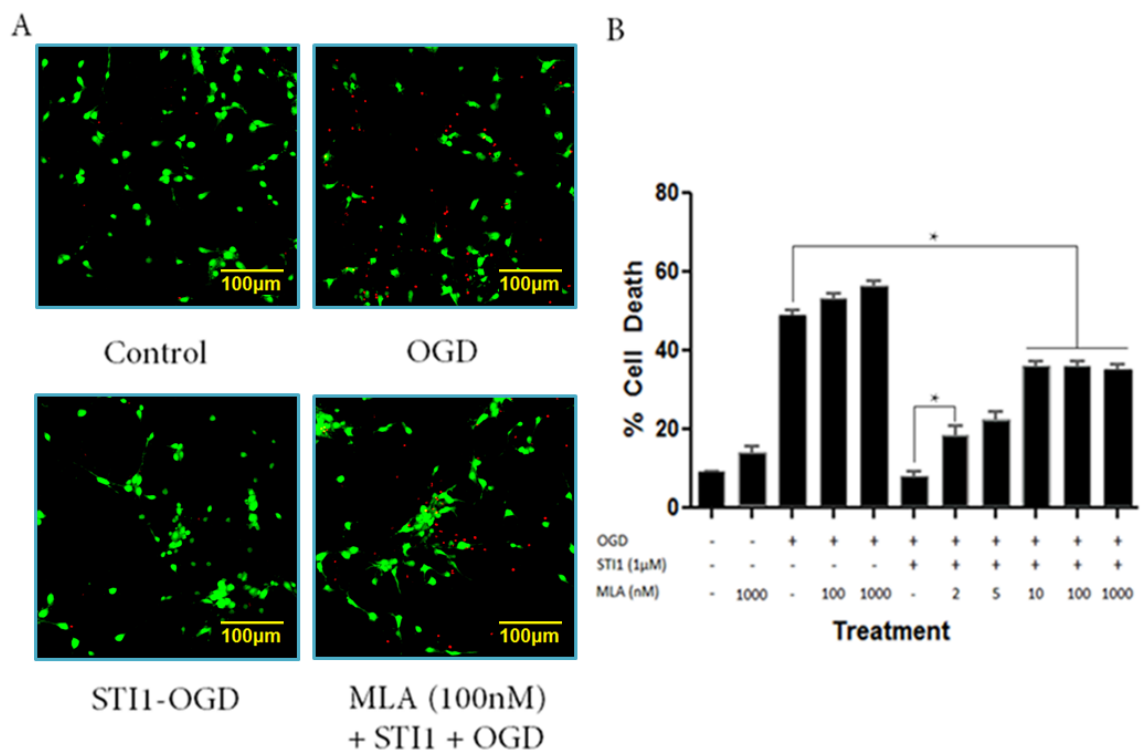 A
B
100µm
100µm
Control
OGD
100µm
100µm
STI1-OGD
MLA (100nm)
+ STI1 + OGD
% Cell Death
80
60
40
20
0
*
*
OGD - - + + + + + + + + +
STI1 (1µM) - - - - - + + + + + +
MLA (nM) - 1000 - 100 1000 - 2 5 10 100 1000
Treatment